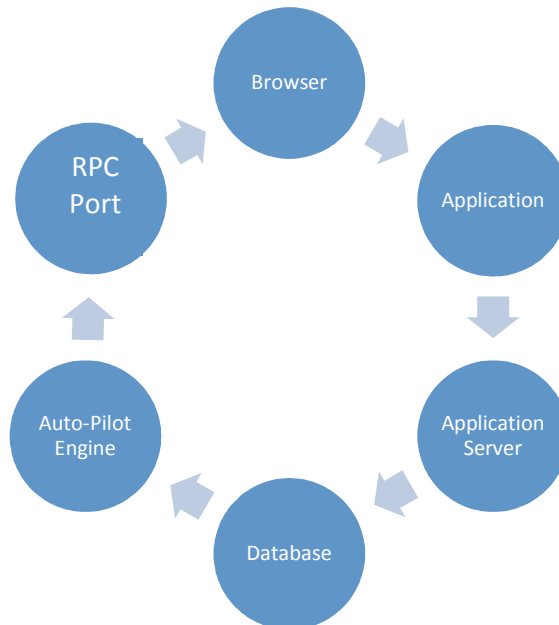 Browser
RPC
Port
Application
Auto-Pilot
Engine
Application
Server
Database